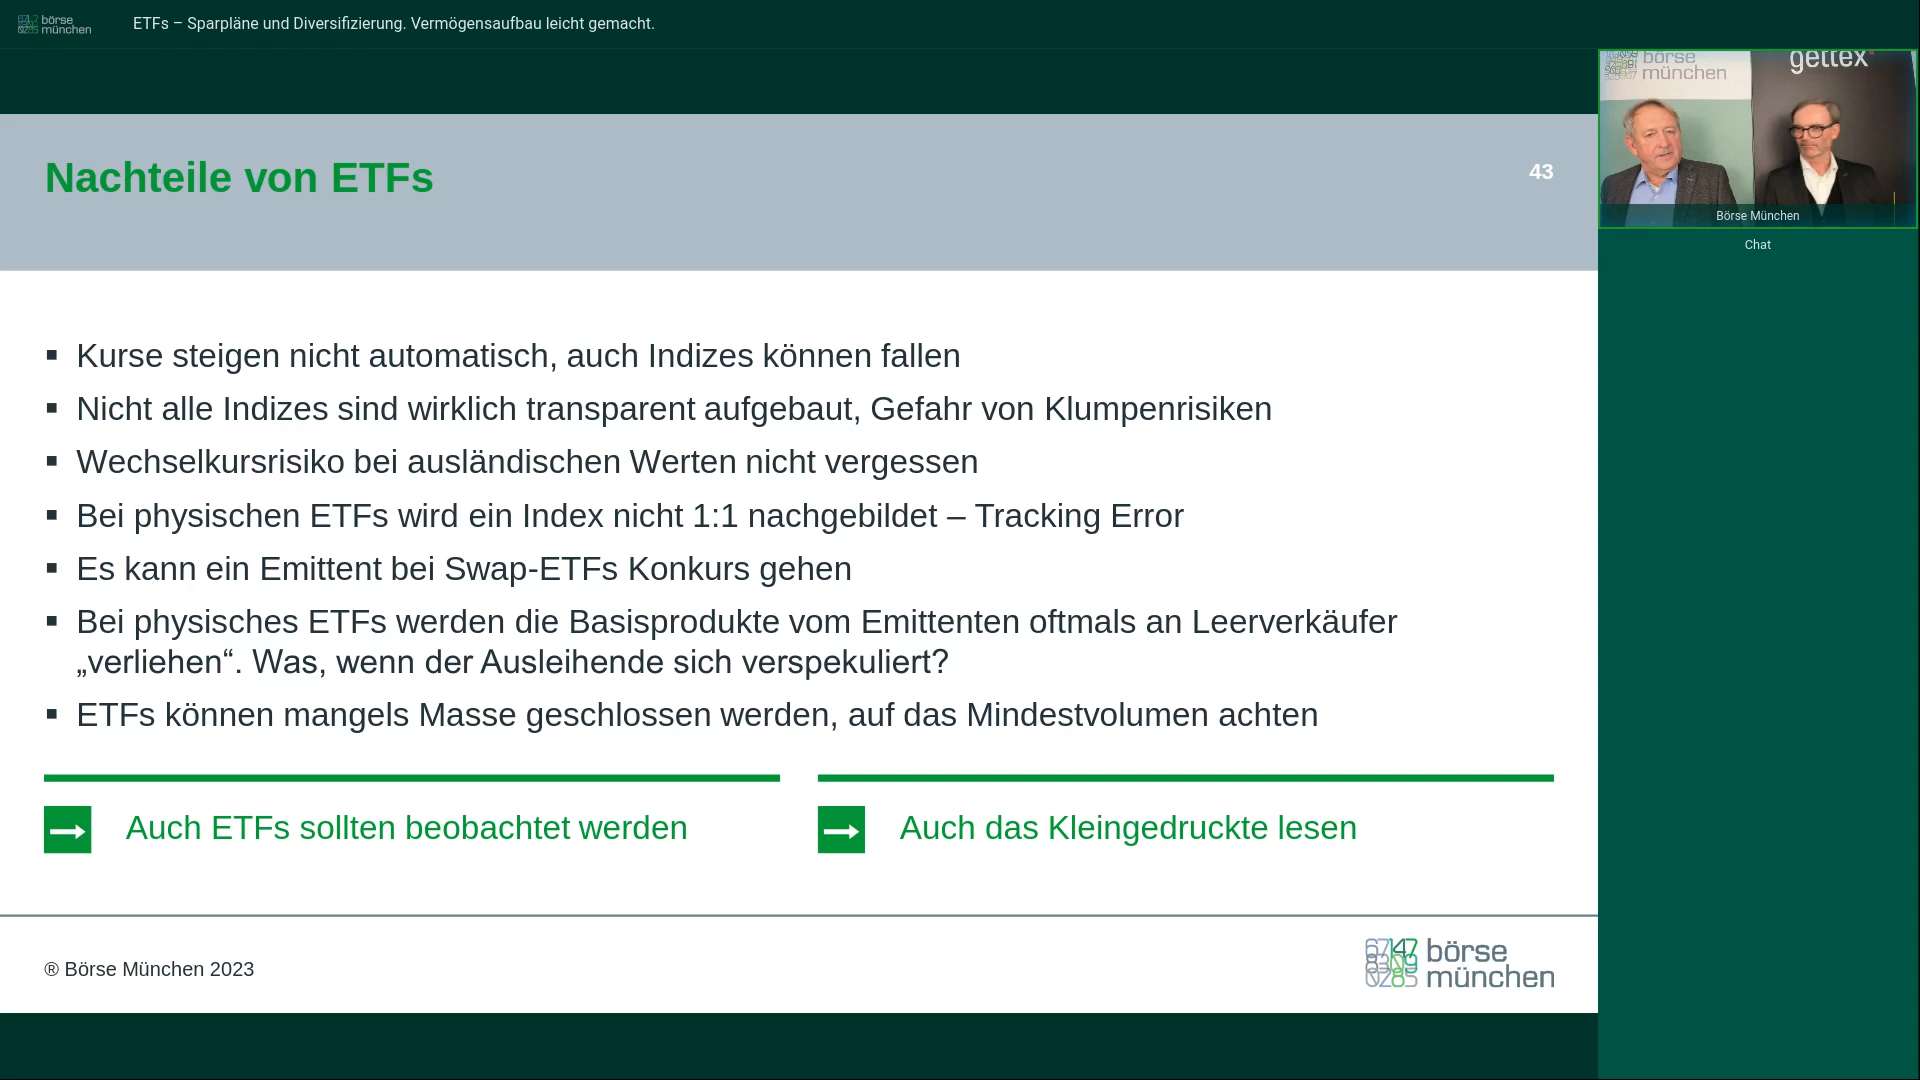 börse
münchen
ETFs – Sparpläne und Diversifizierung. Vermögensaufbau leicht gemacht.
börse
münchen
gettex
Börse München
Chat
Nachteile von ETFs
43
▪ Kurse steigen nicht automatisch, auch Indizes können fallen
▪ Nicht alle Indizes sind wirklich transparent aufgebaut, Gefahr von Klumpenrisiken
▪ Wechselkursrisiko bei ausländischen Werten nicht vergessen
▪ Bei physischen ETFs wird ein Index nicht 1:1 nachgebildet – Tracking Error
▪ Es kann ein Emittent bei Swap-ETFs Konkurs gehen
▪ Bei physisches ETFs werden die Basisprodukte vom Emittenten oftmals an Leerverkäufer
„verliehen“. Was, wenn der Ausleihende sich verspekuliert?
▪ ETFs können mangels Masse geschlossen werden, auf das Mindestvolumen achten
Auch ETFs sollten beobachtet werden
Auch das Kleingedruckte lesen
® Börse München 2023
börse
münchen